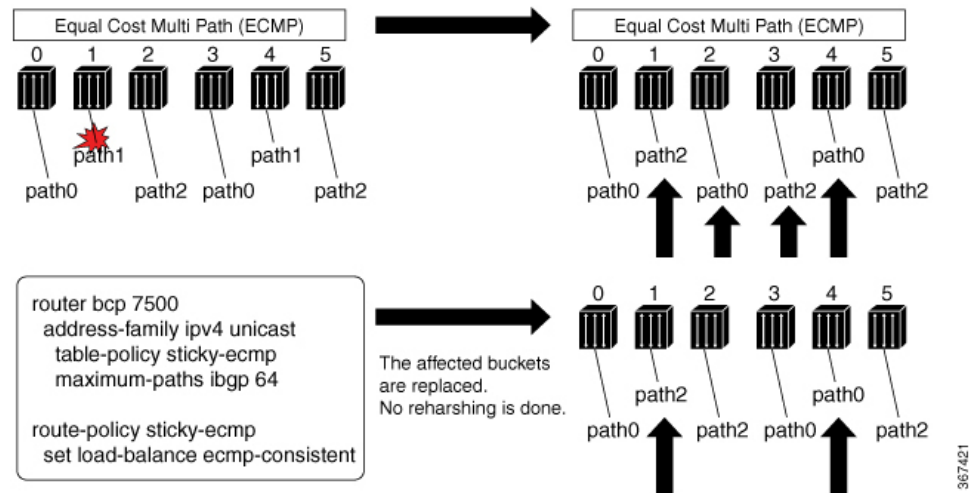 Equal Cost Multi Path (ECMP)
0 1 2 3 4 5
path1 path1
path0 path2 path0 path2
Equal Cost Multi Path (ECMP)
0 1 2 3 4 5
path2 path0
path0 path0 path2 path2
router bcp 7500
address-family ipv4 unicast
table-policy sticky-ecmp
maximum-paths ibgp 64
route-policy sticky-ecmp
set load-balance ecmp-consistent
The affected buckets
are replaced.
No reharshing is done.
0 1 2 3 4 5
path2 path0
path0 path2 path0 path2
367421